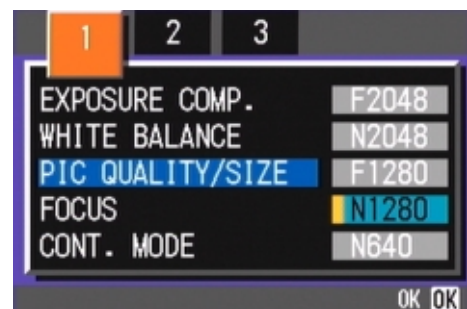 1 2 3
EXPOSURE COMP. F2048
WHITE BALANCE N2048
PIC QUALITY/SIZE F1280
FOCUS N1280
CONT. MODE N640
OK OK